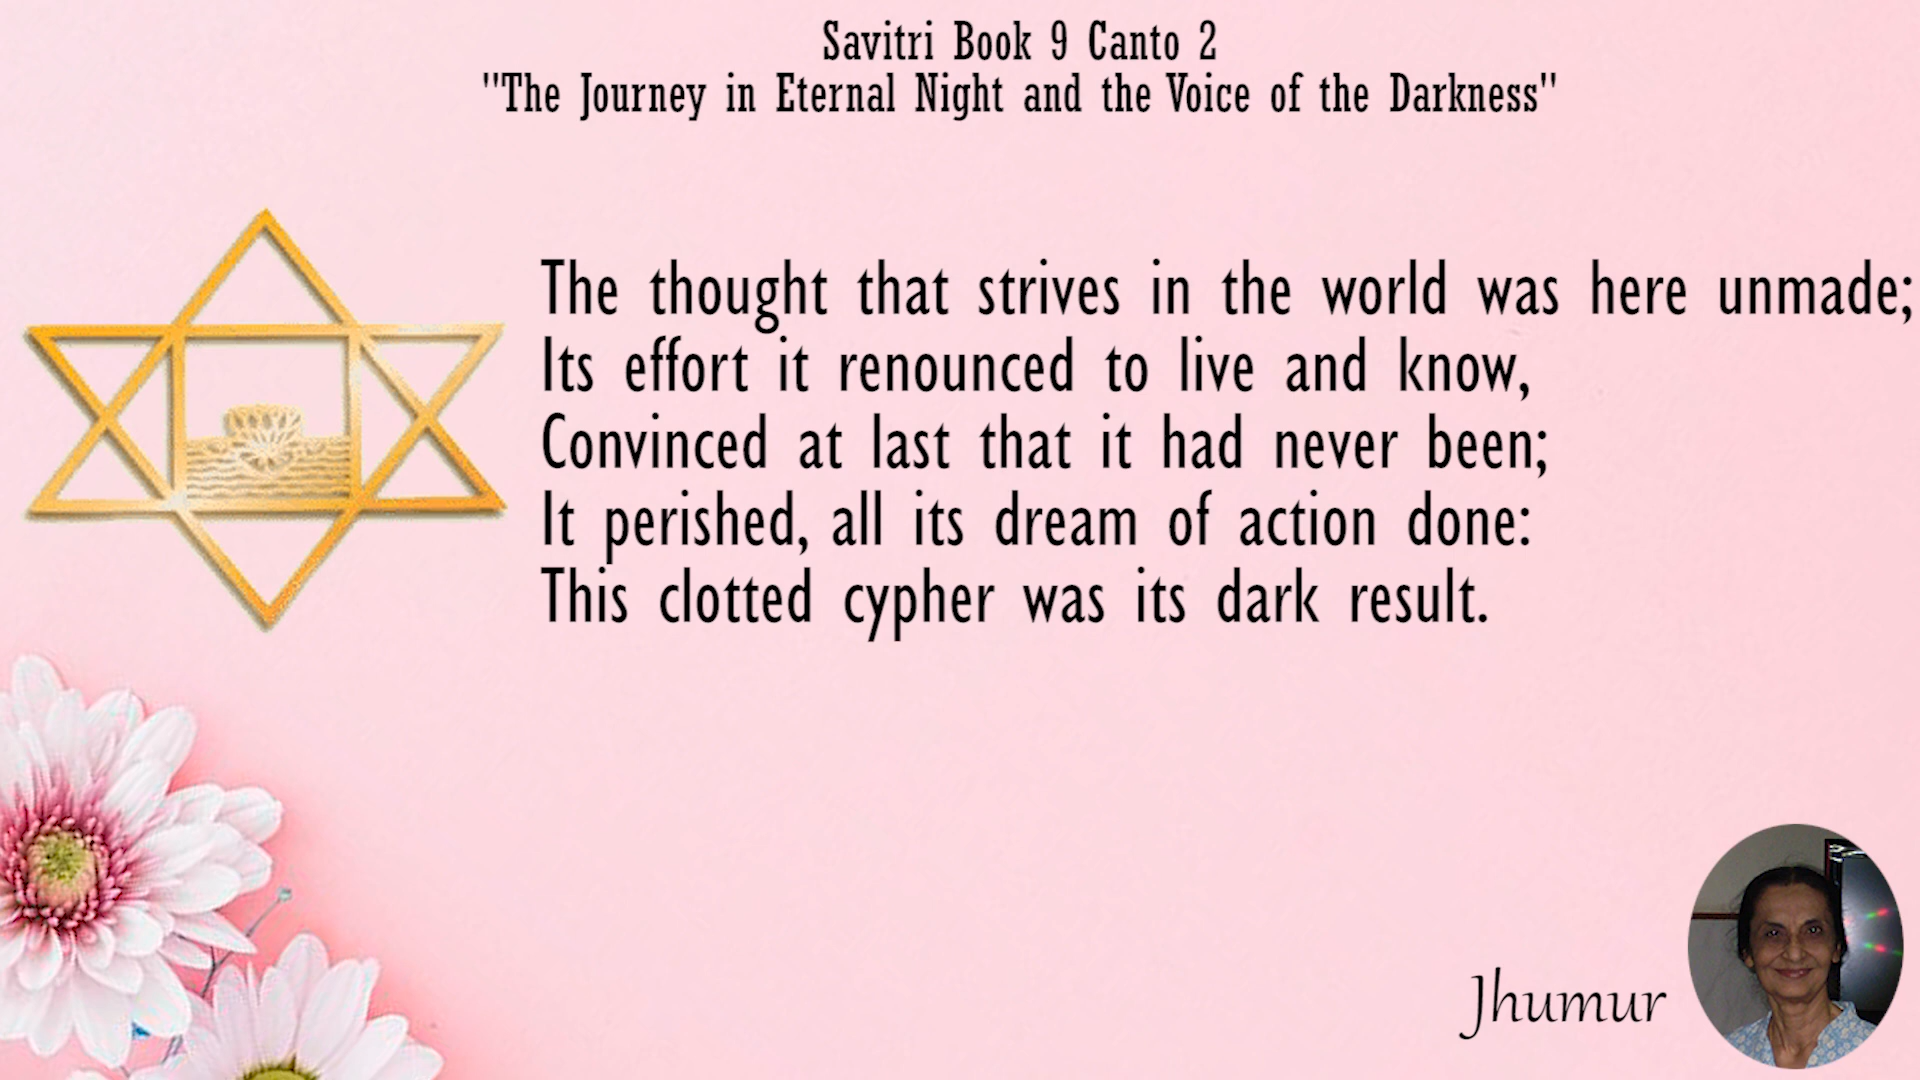 Savitri Book 9 Canto 2
"The Journey in Eternal Night and the Voice of the Darkness"
The thought that strives in the world was here unmade;
Its effort it renounced to live and know,
Convinced at last that it had never been;
It perished, all its dream of action done:
This clotted cypher was its dark result.
Jhumur